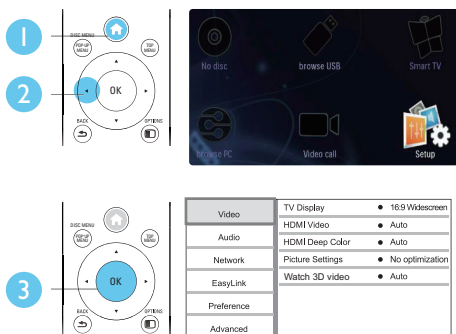 1
DISC MENU
POP-UP MENU
TOP MENU
2
OK
BACK
OPTIONS
No disc
browse USB
Smart TV
browse PC
Video call
Setup
DISC MENU
POP-UP MENU
TOP MENU
3
OK
BACK
OPTIONS
Video
Audio
Network
EasyLink
Preference
Advanced
TV Display • 16:9 Widescreen
HDMI Video • Auto
HDMI Deep Color • Auto
Picture Settings • No optimization
Watch 3D video • Auto